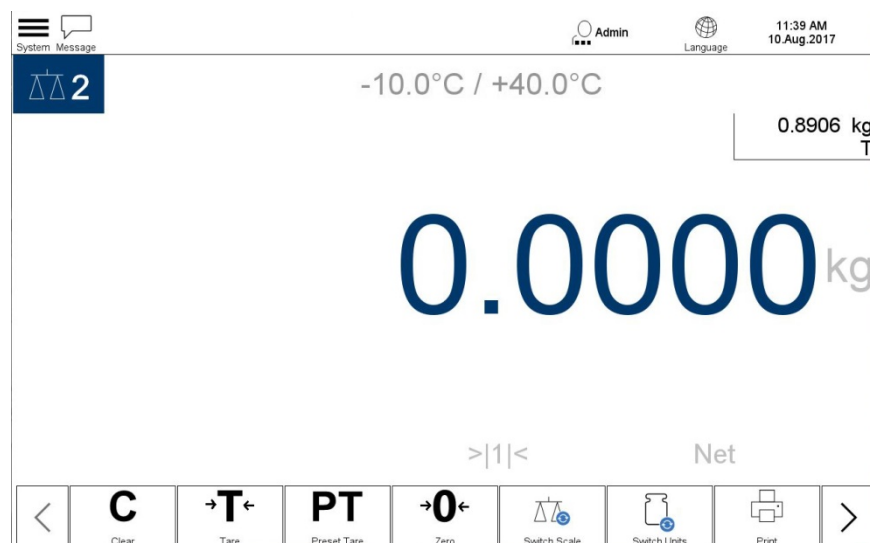 System Message
Admin
Language
11:39 AM
10.Aug.2017
2
-10.0°C / +40.0°C
0.8906 kg
T
0.0000 kg
>|1|<
Net
C
Clear
→T←
Tare
PT
Preset Tare
→0←
Zero
Switch Scale
Switch Units
Print